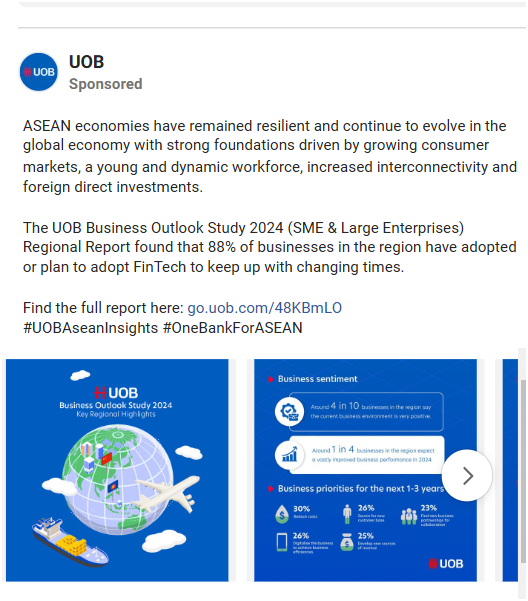 UOB
UOB
Sponsored
ASEAN economies have remained resilient and continue to evolve in the
global economy with strong foundations driven by growing consumer
markets, a young and dynamic workforce, increased interconnectivity and
foreign direct investments.
The UOB Business Outlook Study 2024 (SME & Large Enterprises)
Regional Report found that 88% of businesses in the region have adopted
or plan to adopt FinTech to keep up with changing times.
Find the full report here: go.uob.com/48KBmLO
#UOBAseanInsights #OneBankForASEAN
UOB
Business Outlook Study 2024
Key Regional Highlights
Business sentiment
Around 4 in 10 businesses in the region say
the current business environment is very positive.
Around 1 in 4 businesses in the region expect
a vastly improved business performance in 2024
Business priorities for the next 1-3 years
30%
Reduce costs
26%
Source for new
customer base
23%
Find new business
partnerships for
collaboration
26%
Digitalise the business
to achieve business
efficiencies
25%
Develop new sources
of revenue
UOB